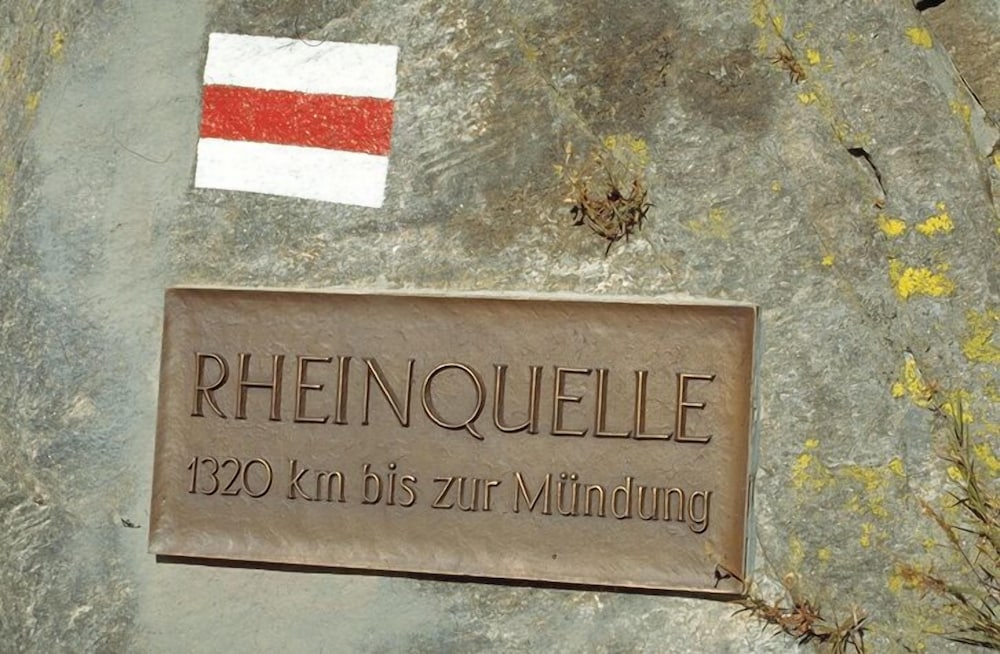 RHEINQUELLE
1320 km bis zur Mündung